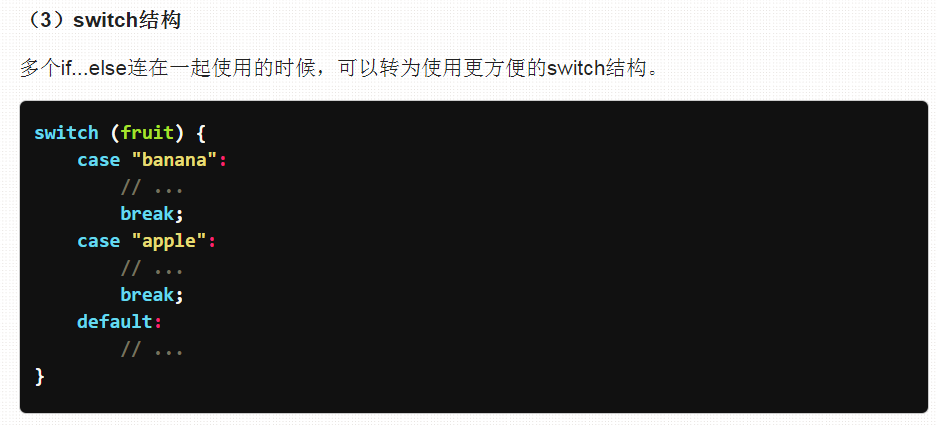 （3）switch结构
多个if...else连在一起使用的时候，可以转为使用更方便的switch结构。
switch (fruit) {
    case "banana":
        // ...
        break;
    case "apple":
        // ...
        break;
    default:
        // ...
}